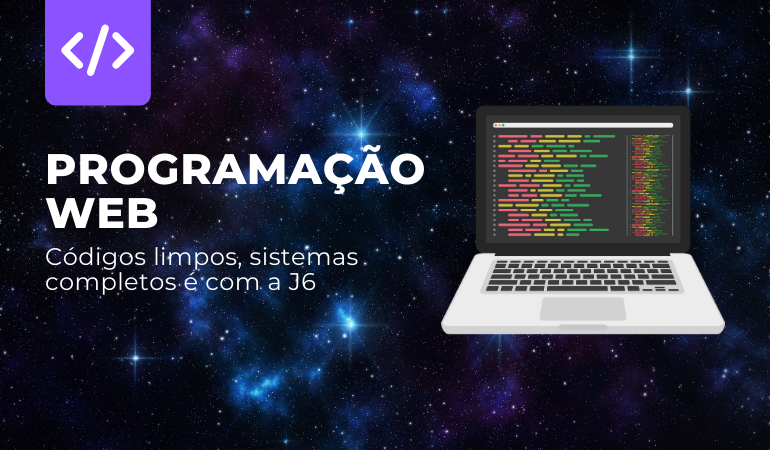 </>
PROGRAMAÇÃO
WEB
Códigos limpos, sistemas
completos é com a J6